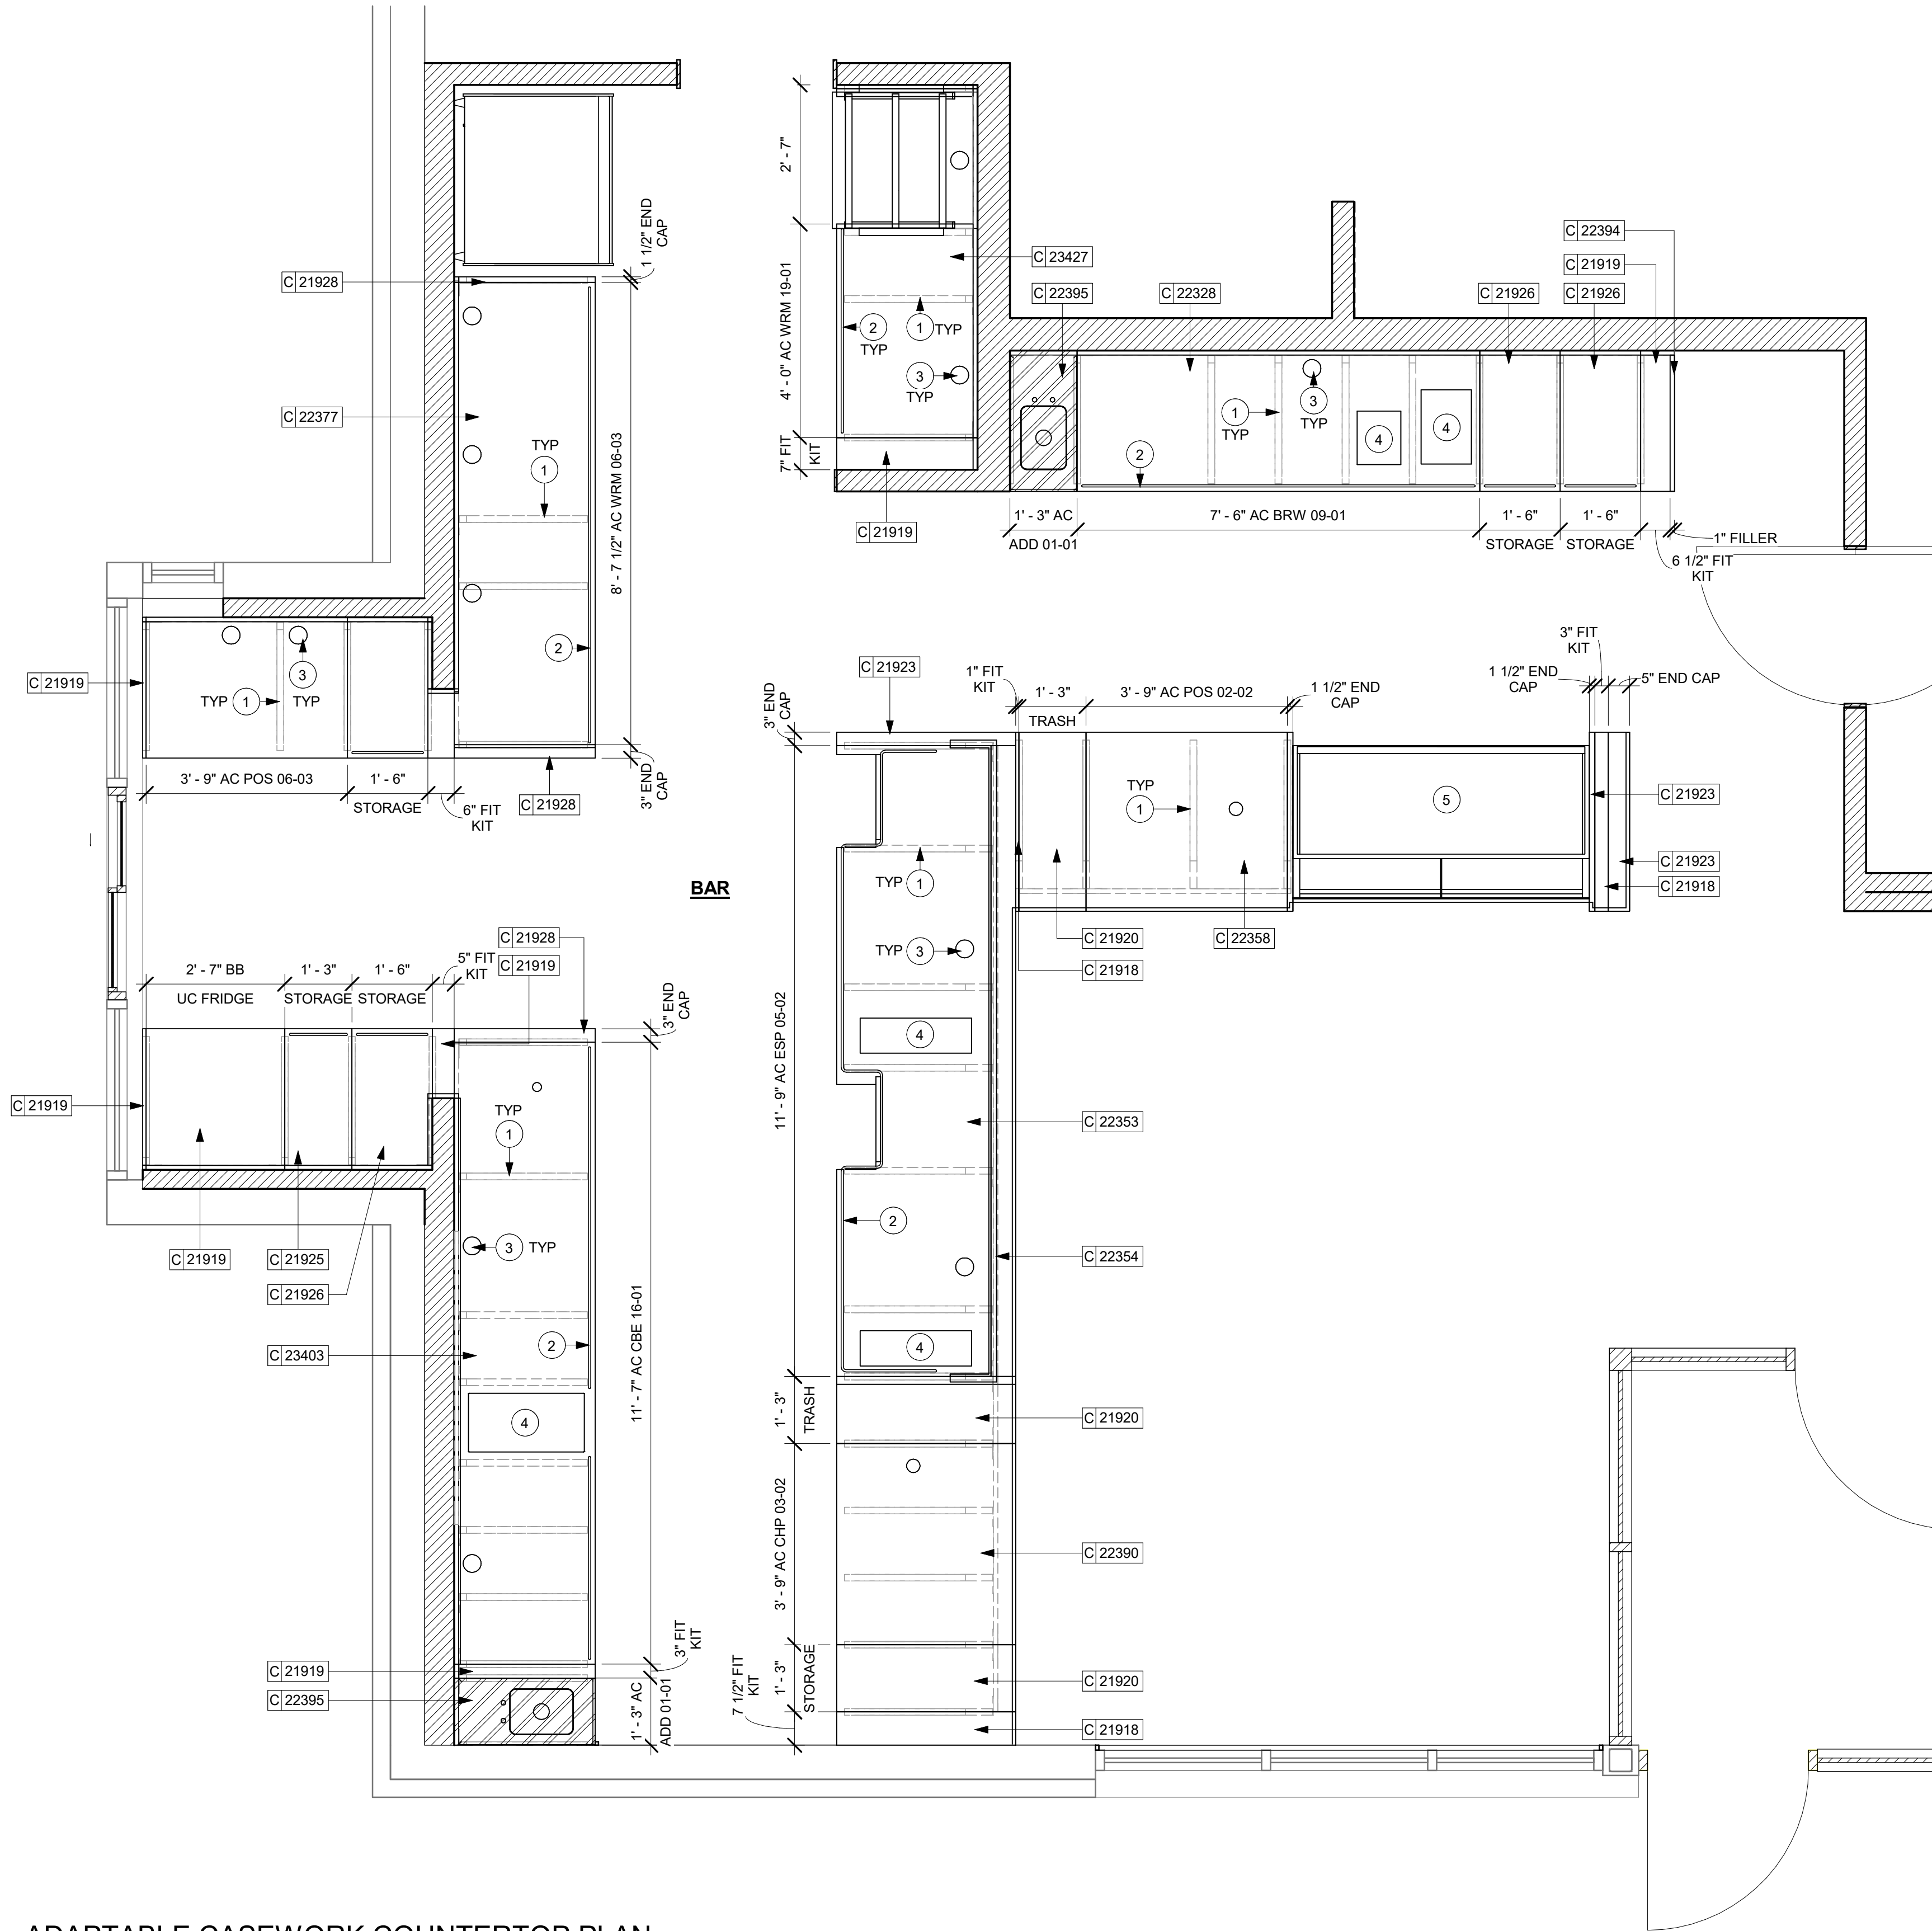 1 1/2" END
CAP
C 21928
C 22377
TYP
1
2
8' - 7 1/2" AC WRM 06-03
3" END
CAP
C 21919
TYP 1
3
TYP
3' - 9" AC POS 06-03
1' - 6"
STORAGE
6" FIT
KIT
C 21928
2' - 7"
4' - 0" AC WRM 19-01
7" FIT
KIT
C 23427
2
TYP
1 TYP
3
TYP
C 21919
C 22395
C 22328
C 21926
C 22394
C 21919
C 21926
1
TYP
3
TYP
4
4
2
1' - 3" AC
ADD 01-01
7' - 6" AC BRW 09-01
1' - 6"
STORAGE
1' - 6"
STORAGE
1" FILLER
6 1/2" FIT
KIT
C 21923
3" END
CAP
1" FIT
KIT
1' - 3"
TRASH
3' - 9" AC POS 02-02
1 1/2" END
CAP
3" FIT
KIT
1 1/2" END
CAP
5" END CAP
TYP
1
5
C 21923
C 21923
C 21918
C 21920
C 22358
C 21918
BAR
TYP 1
TYP 3
4
11' - 9" AC ESP 05-02
C 22353
2
C 22354
4
1' - 3"
TRASH
C 21920
3' - 9" AC CHP 03-02
C 22390
1' - 3"
STORAGE
C 21920
7 1/2" FIT
KIT
C 21918
2' - 7" BB
UC FRIDGE
1' - 3"
STORAGE
1' - 6"
STORAGE
5" FIT
KIT
C 21928
C 21919
3" END
CAP
C 21919
TYP
1
C 21919
C 21925
C 21926
3 TYP
C 23403
2
4
11' - 7" AC CBE 16-01
3" FIT
KIT
C 21919
C 22395
1' - 3" AC
ADD 01-01
ADAPTABLE CASEWORK COUNTERTOP PLAN